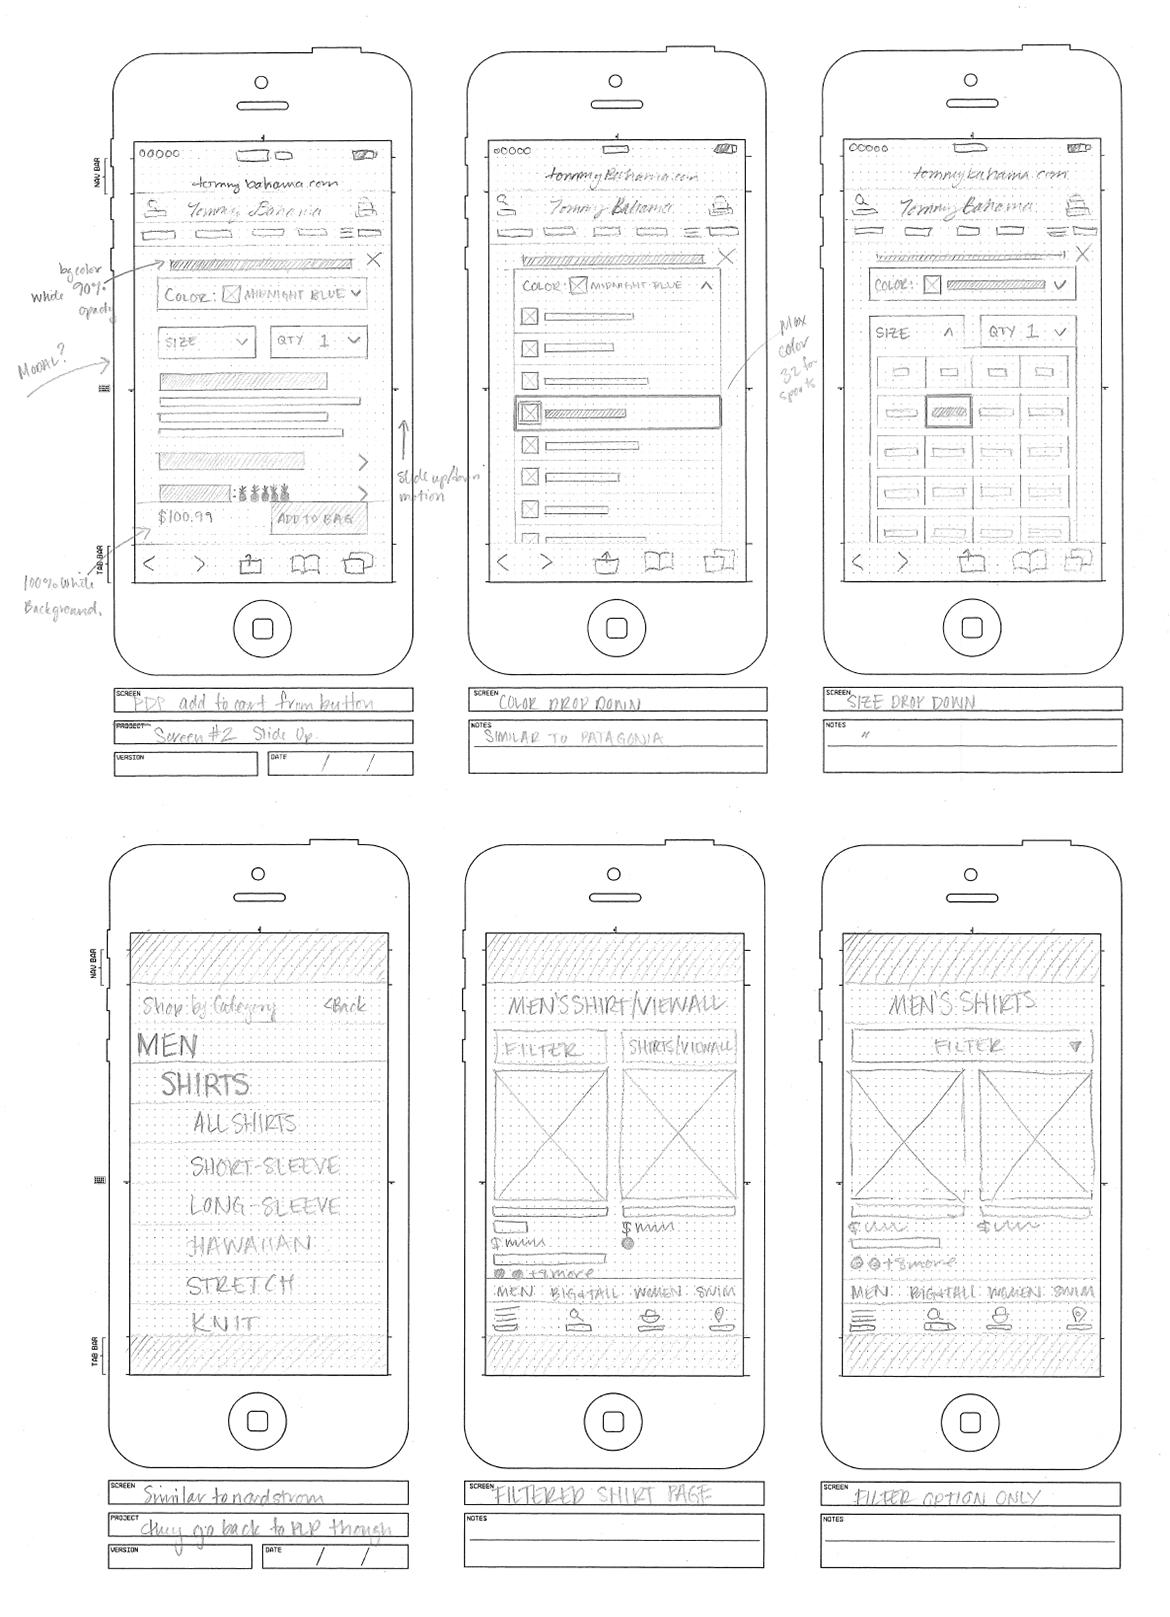 NAV BAR
tommybahama.com
Tommy Bahama
bg color
white 90%
opacity
COLOR: MIDNIGHT BLUE
SIZE
QTY 1
MODAL?
slide up/down
motion
$100.99
ADD TO BAG
TAB BAR
100% white
Background.
SCREEN
PDP add to cart from button
PROJECT
Screen #2 Slide Up.
VERSION
DATE / /
tommybahama.com
Tommy Bahama
COLOR: MIDNIGHT BLUE
Max
color
32 for
sports
SCREEN
COLOR DROP DOWN
NOTES
SIMILAR TO PATAGONIA
tommybahama.com
Tommy Bahama
COLOR:
SIZE
QTY 1
SCREEN
SIZE DROP DOWN
NOTES
"
NAV BAR
Shop by Category <Back
MEN
SHIRTS
ALL SHIRTS
SHORT-SLEEVE
LONG-SLEEVE
HAWAIIAN
STRETCH
KNIT
TAB BAR
SCREEN
Similar to nordstrom
PROJECT
they go back to PLP though
VERSION
DATE / /
MEN'S SHIRT/VIEWALL
FILTER
SHIRTS/VIEWALL
$
$
+8more
MEN BIG&TALL WOMEN SWIM
SCREEN
FILTERED SHIRT PAGE
NOTES
MEN'S SHIRTS
FILTER
$
$
+8more
MEN BIG&TALL WOMEN SWIM
SCREEN
FILTER OPTION ONLY
NOTES